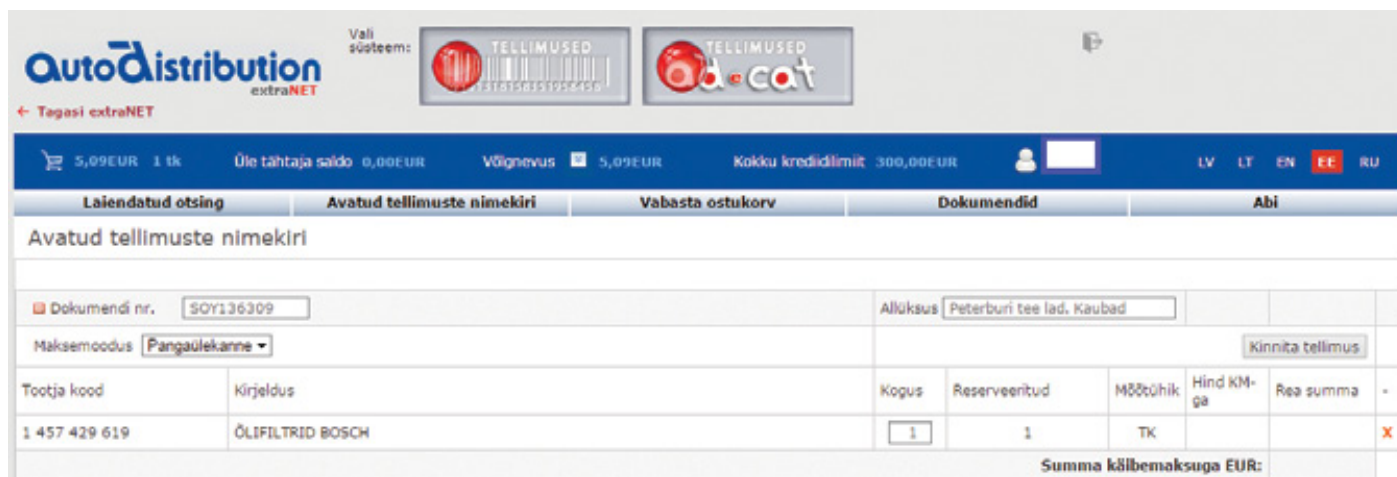 Vali süsteem:
TELLIMUSED
TELLIMUSED
ad-cat
autodistribution
extraNET
← Tagasi extraNET
5,09EUR 1 tk Üle tähtaja saldo 0,00EUR Võlgnevus 5,09EUR Kokku krediidilimiit 300,00EUR LV LT EN EE RU
Laiendatud otsing Avatud tellimuste nimekiri Vabasta ostukorv Dokumendid Abi
Avatud tellimuste nimekiri
Dokumendi nr. SOY136309 Allüksus Peterburi tee lad. Kaubad
Maksemoodus Pangaülekanne Kinnita tellimus
Tootja kood Kirjeldus Kogus Reserveeritud Mõõtühik Hind KM-ga Rea summa -
1 457 429 619 ÕLIFILTRID BOSCH 1 1 TK X
Summa käibemaksuga EUR: